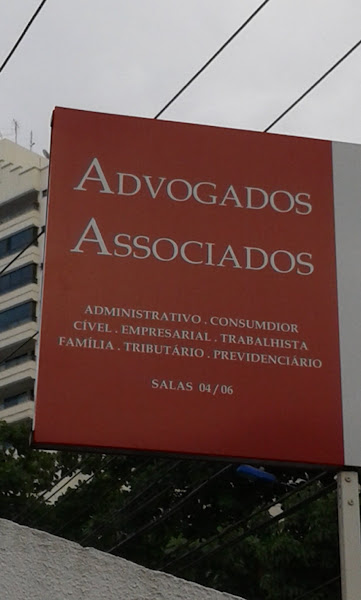 ADVOGADOS
ASSOCIADOS
ADMINISTRATIVO . CONSUMDIOR
CÍVEL . EMPRESARIAL . TRABALHISTA
FAMÍLIA . TRIBUTÁRIO . PREVIDENCIÁRIO
SALAS 04/06